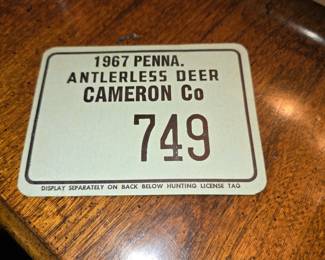 1967 PENNA.
ANTLERLESS DEER
CAMERON Co
749
DISPLAY SEPARATELY ON BACK BELOW HUNTING LICENSE TAG